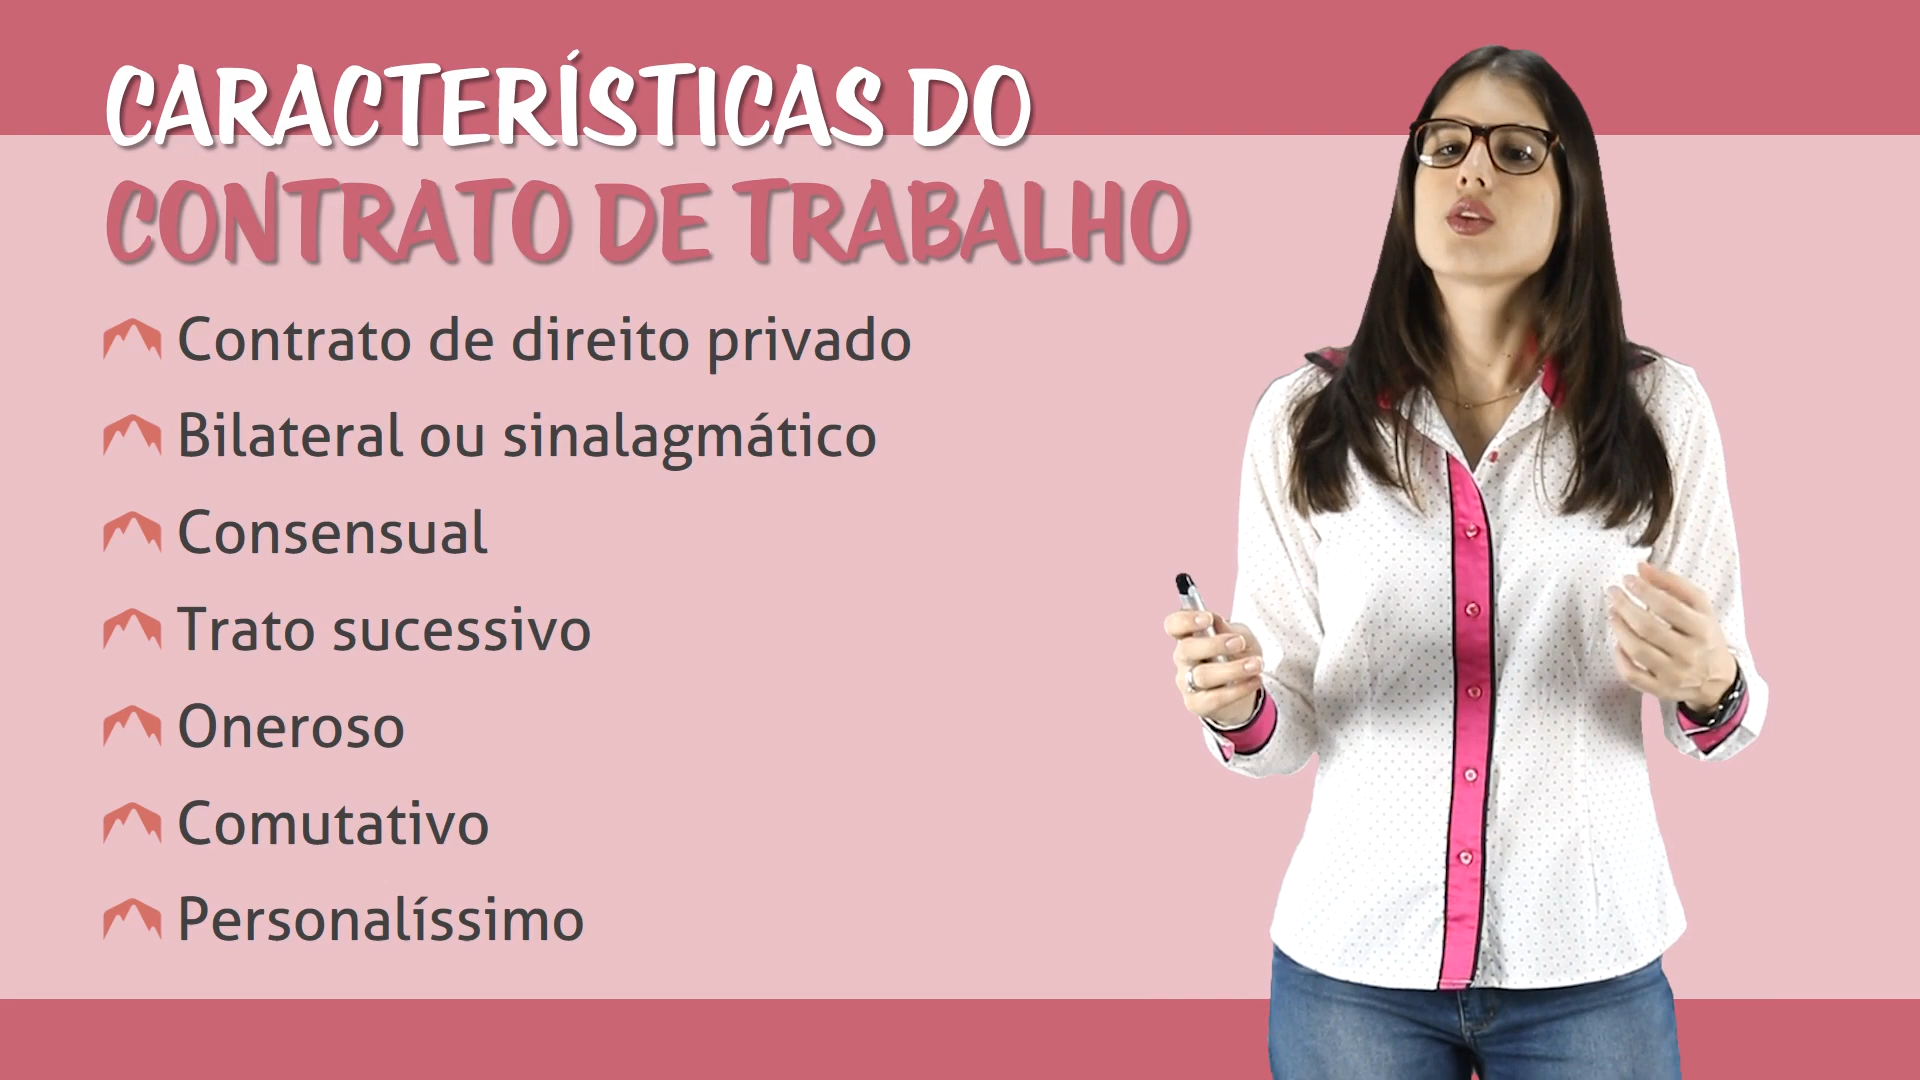 CARACTERÍSTICAS DO
CONTRATO DE TRABALHO
Contrato de direito privado
Bilateral ou sinalagmático
Consensual
Trato sucessivo
Oneroso
Comutativo
Personalíssimo